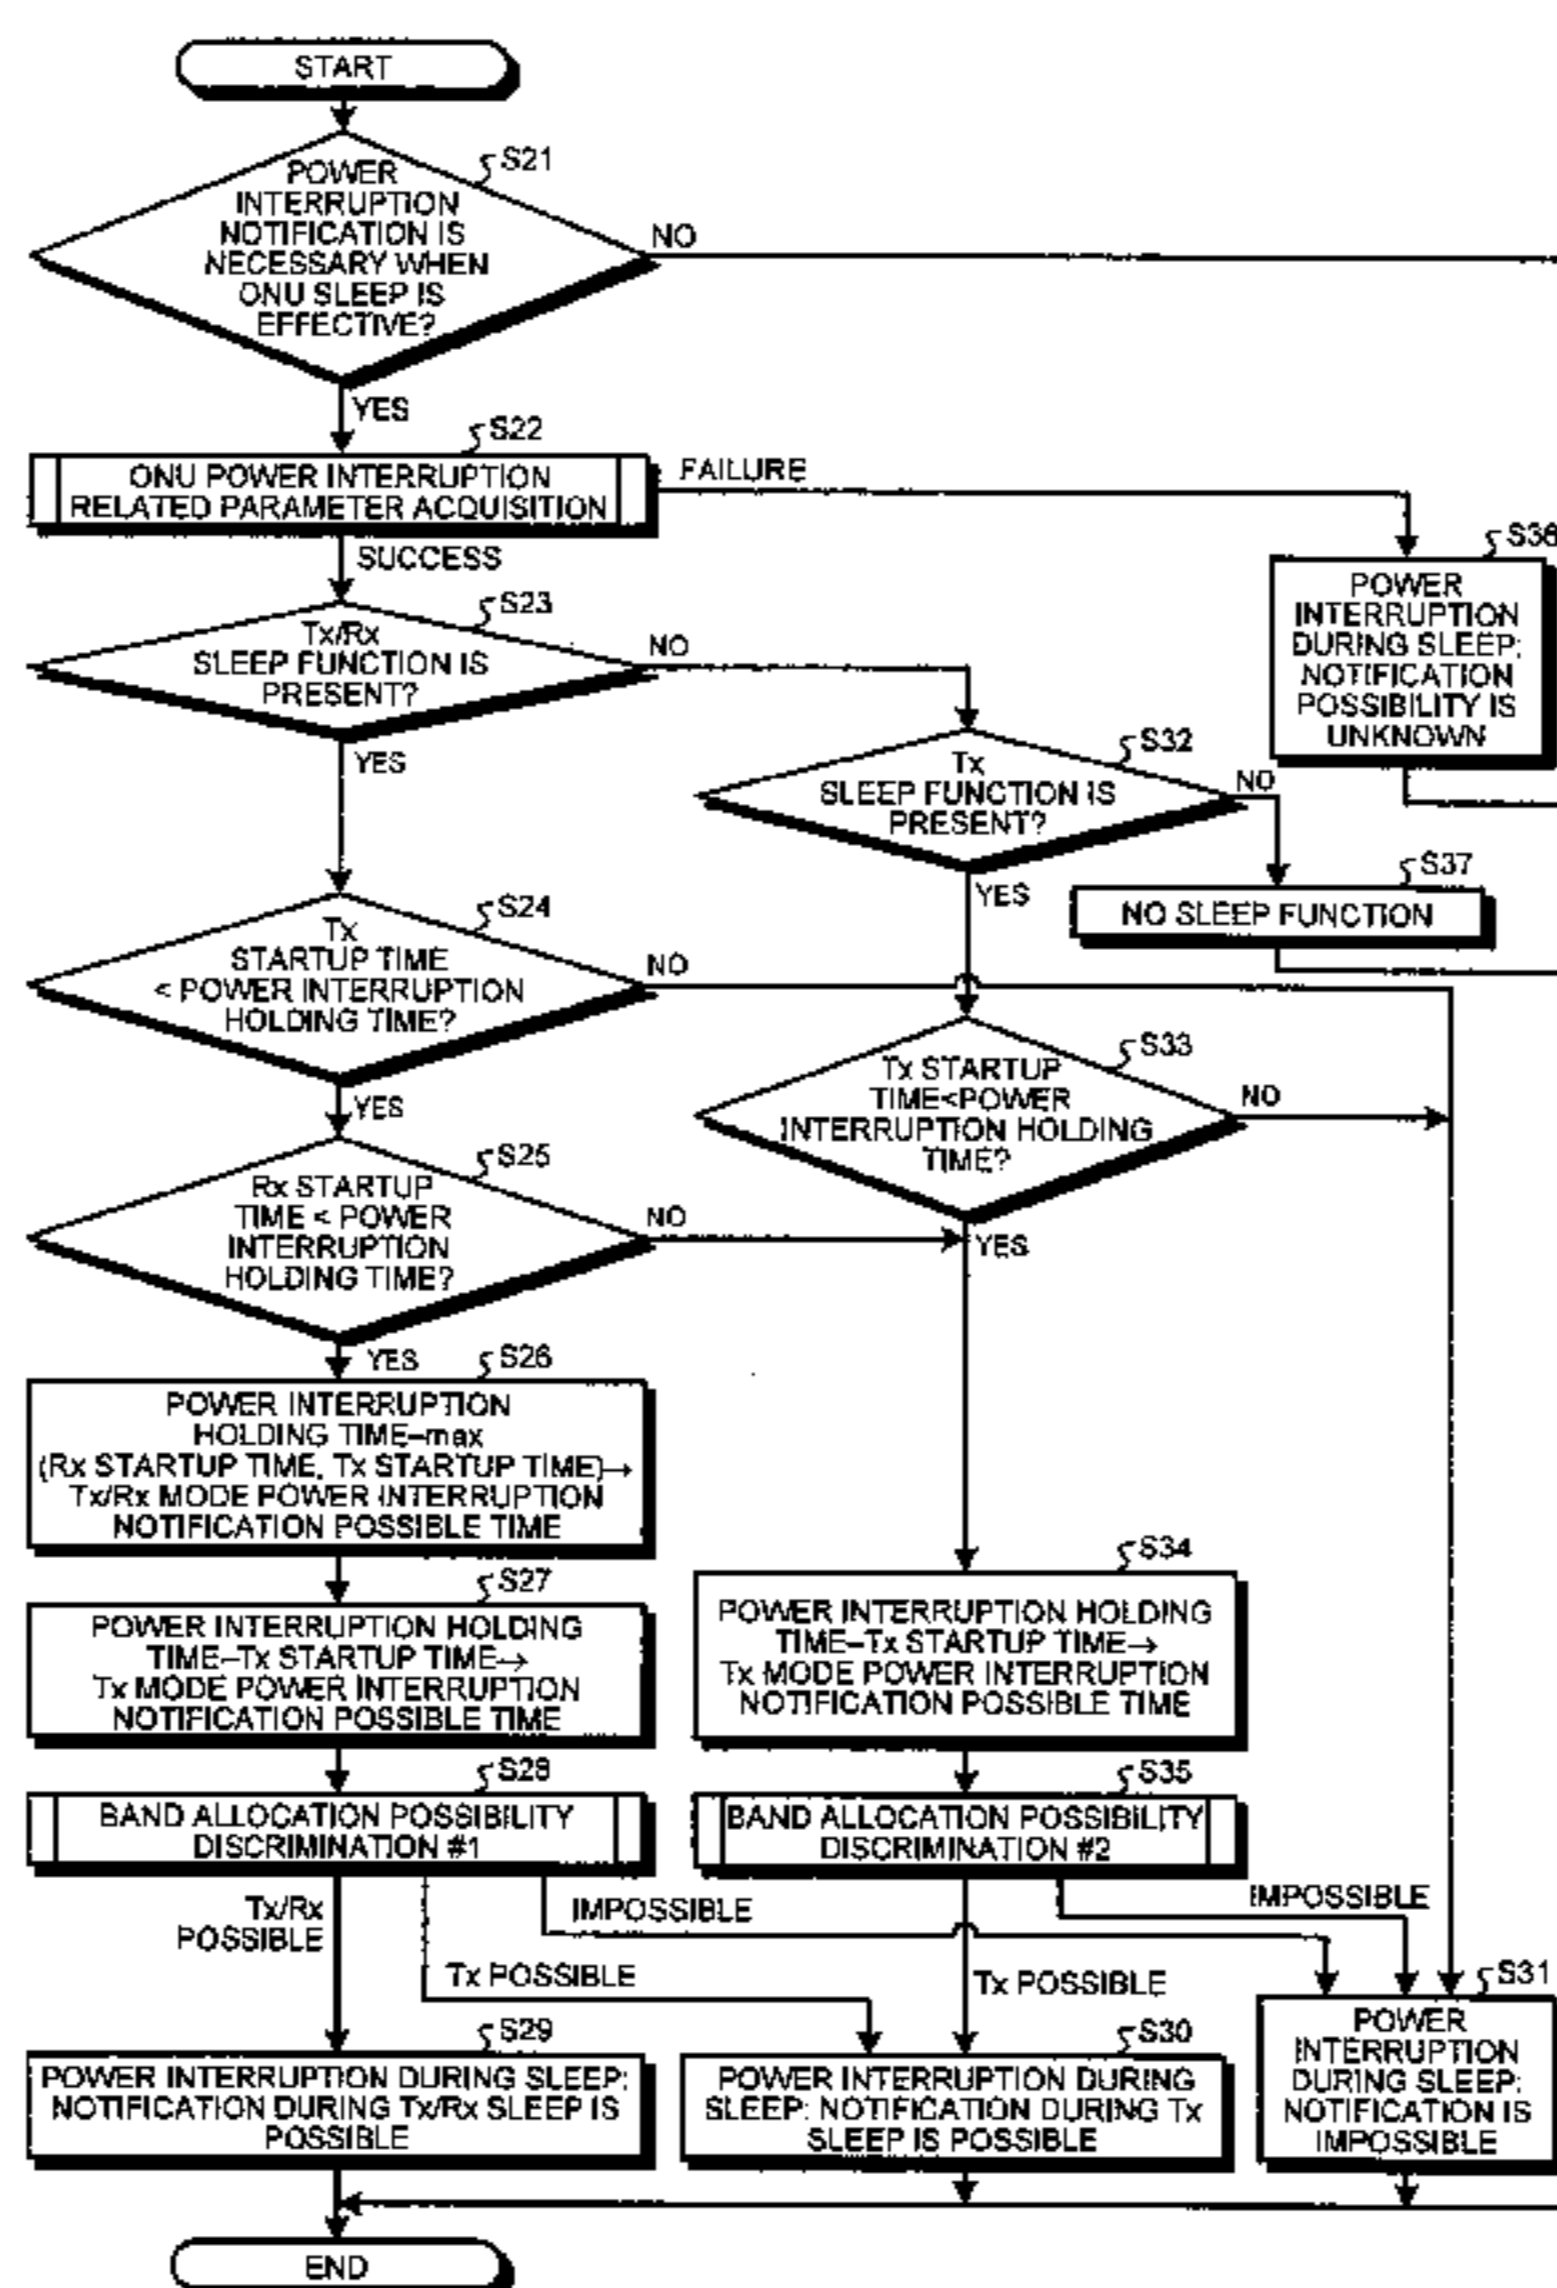 START
S21
POWER
INTERRUPTION
NOTIFICATION IS
NECESSARY WHEN
ONU SLEEP IS
EFFECTIVE?
NO
YES
S22
ONU POWER INTERRUPTION
RELATED PARAMETER ACQUISITION
FAILURE
SUCCESS
S36
POWER
INTERRUPTION
DURING SLEEP:
NOTIFICATION
POSSIBILITY IS
UNKNOWN
S23
Tx/Rx
SLEEP FUNCTION IS
PRESENT?
NO
YES
S32
Tx
SLEEP FUNCTION IS
PRESENT?
NO
YES
S37
NO SLEEP FUNCTION
S24
Tx
STARTUP TIME
< POWER INTERRUPTION
HOLDING TIME?
NO
YES
S33
Tx STARTUP
TIME<POWER
INTERRUPTION HOLDING
TIME?
NO
YES
S25
Rx STARTUP
TIME < POWER
INTERRUPTION
HOLDING TIME?
NO
YES
S26
POWER INTERRUPTION
HOLDING TIME–max
(Rx STARTUP TIME, Tx STARTUP TIME)→
Tx/Rx MODE POWER INTERRUPTION
NOTIFICATION POSSIBLE TIME
S27
POWER INTERRUPTION HOLDING
TIME–Tx STARTUP TIME→
Tx MODE POWER INTERRUPTION
NOTIFICATION POSSIBLE TIME
S34
POWER INTERRUPTION HOLDING
TIME–Tx STARTUP TIME→
Tx MODE POWER INTERRUPTION
NOTIFICATION POSSIBLE TIME
S28
BAND ALLOCATION POSSIBILITY
DISCRIMINATION #1
S35
BAND ALLOCATION POSSIBILITY
DISCRIMINATION #2
Tx/Rx
POSSIBLE
IMPOSSIBLE
Tx POSSIBLE
IMPOSSIBLE
Tx POSSIBLE
S29
POWER INTERRUPTION DURING SLEEP:
NOTIFICATION DURING Tx/Rx SLEEP IS
POSSIBLE
S30
POWER INTERRUPTION DURING
SLEEP: NOTIFICATION DURING Tx
SLEEP IS POSSIBLE
S31
POWER
INTERRUPTION
DURING SLEEP:
NOTIFICATION IS
IMPOSSIBLE
END